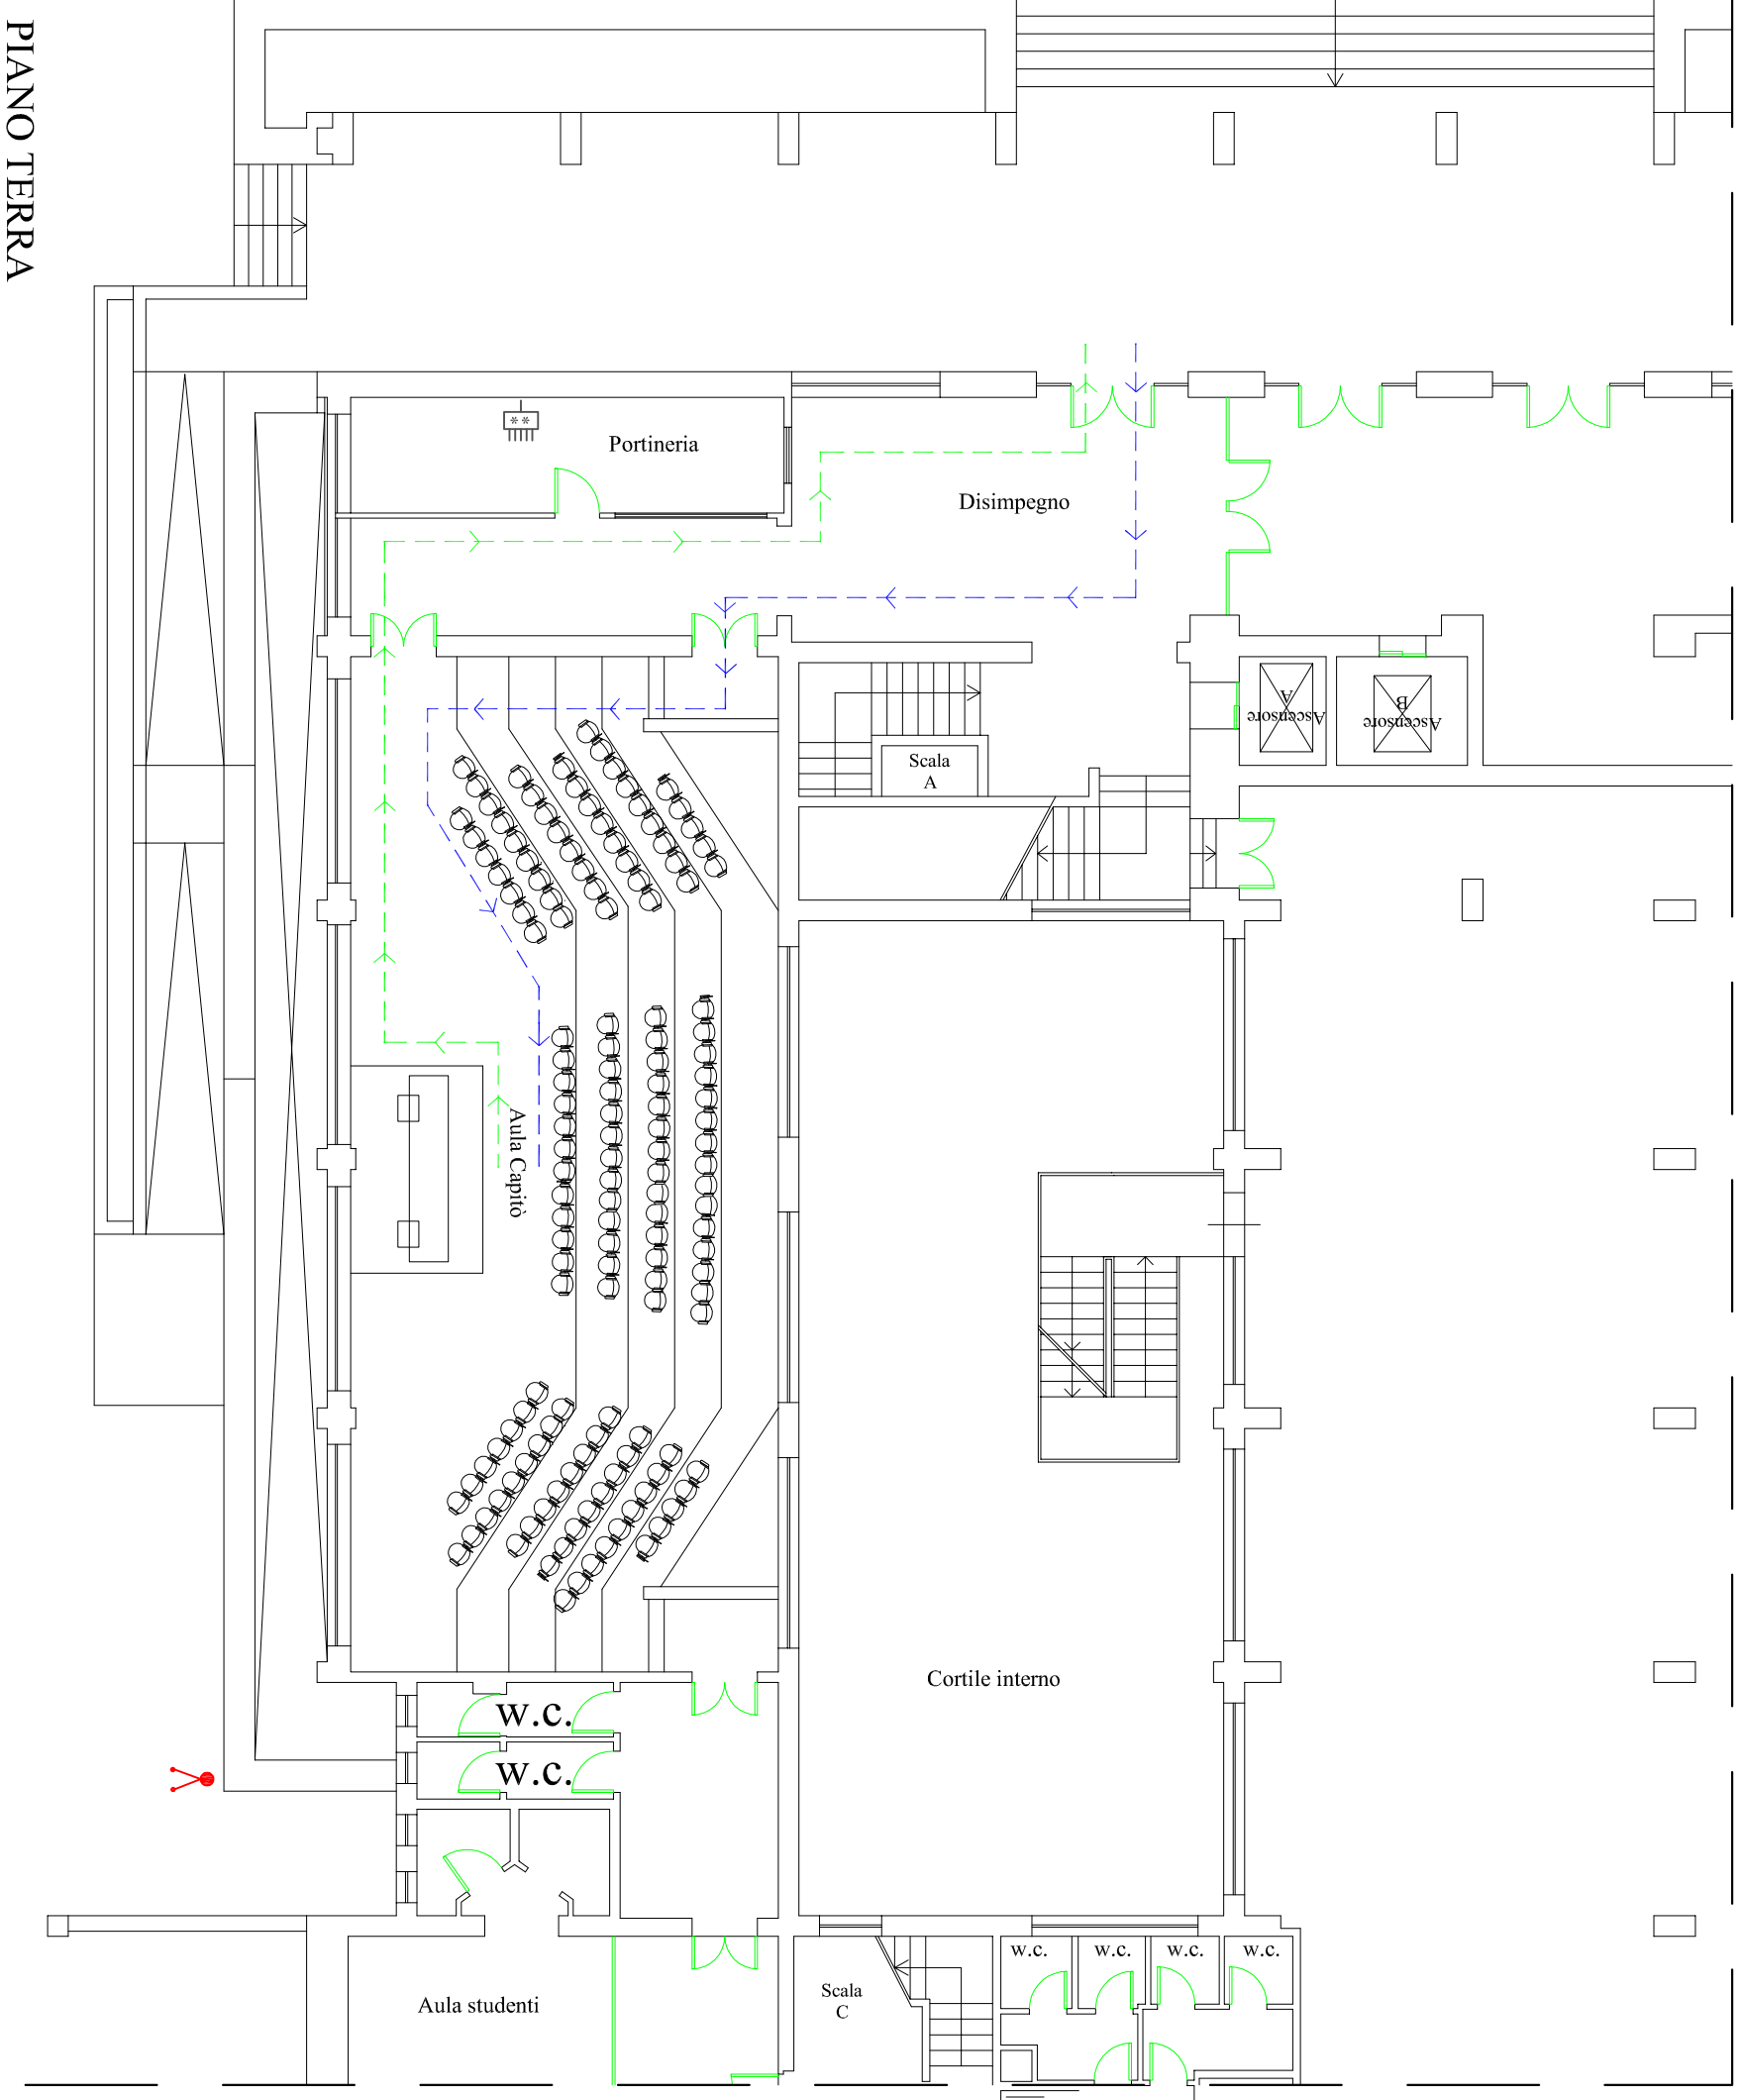 PIANO TERRA
**
Portineria
Disimpegno
Ascensore
A
Ascensore
B
Scala
A
Aula Capitò
Cortile interno
w.c.
w.c.
w.c.
w.c.
w.c.
w.c.
Scala
C
Aula studenti